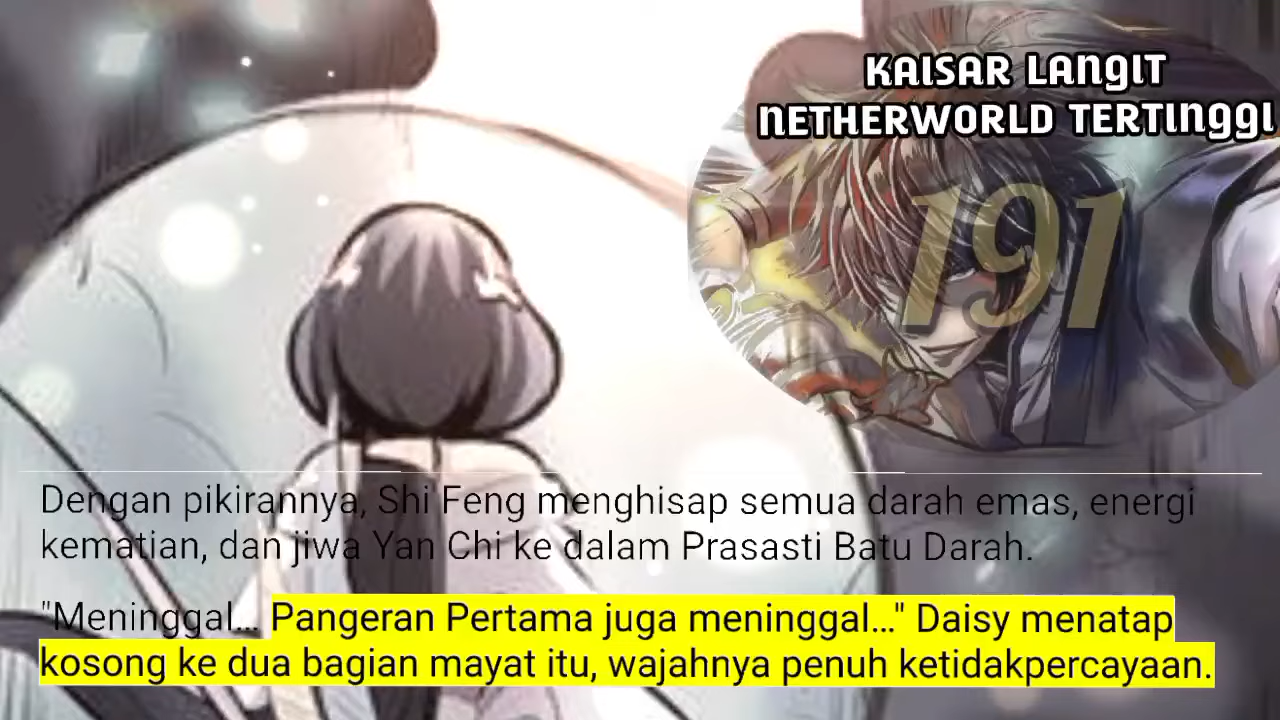 KAISAR LANGIT
NETHERWORLD TERTINGGI
191
Dengan pikirannya, Shi Feng menghisap semua darah emas, energi
kematian, dan jiwa Yan Chi ke dalam Prasasti Batu Darah.
"Meninggal… Pangeran Pertama juga meninggal…" Daisy menatap
kosong ke dua bagian mayat itu, wajahnya penuh ketidakpercayaan.